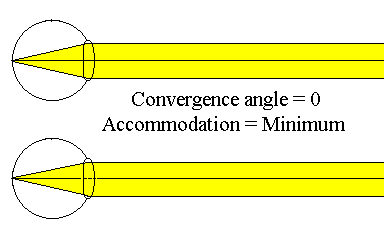 Convergence angle = 0
Accommodation = Minimum